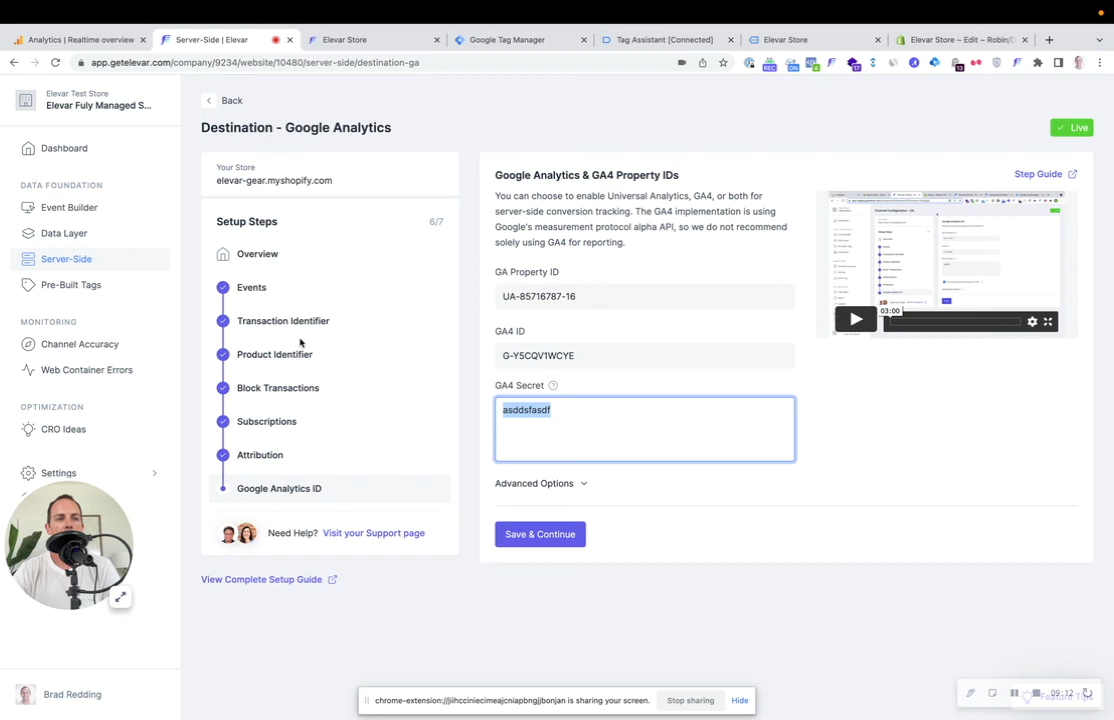 Analytics | Realtime overview
Server-Side | Elevar
Elevar Store
Google Tag Manager
Tag Assistant [Connected]
Elevar Store
Elevar Store ~ Edit ~ Robin/D
app.getelevar.com/company/9234/website/10480/server-side/destination-ga
REC
ON
4
17
13
Elevar Test Store
Elevar Fuly Managed S...
Dashboard
DATA FOUNDATION
Event Builder
Data Layer
Server-Side
Pre-Built Tags
MONITORING
Channel Accuracy
Web Container Errors
OPTIMIZATION
CRO Ideas
Settings
Brad Redding
Back
Destination - Google Analytics
Live
Your Store
elevar-gear.myshopify.com
Setup Steps
6/7
Overview
Events
Transaction Identifier
Product Identifier
Block Transactions
Subscriptions
Attribution
Google Analytics ID
Need Help? Visit your Support page
View Complete Setup Guide
Google Analytics & GA4 Property IDs
Step Guide
You can choose to enable Universal Analytics, GA4, or both for
server-side conversion tracking. The GA4 implementation is using
Google's measurement protocol alpha API, so we do not recommend
solely using GA4 for reporting.
GA Property ID
UA-85716787-16
GA4 ID
G-Y5CQV1WCYE
GA4 Secret
asddsfasdf
Advanced Options
Save & Continue
03:00
chrome-extension://jiihcciniecimeajcniapbngjjbonjan is sharing your screen.
Stop sharing
Hide
09:12
Feature Tips